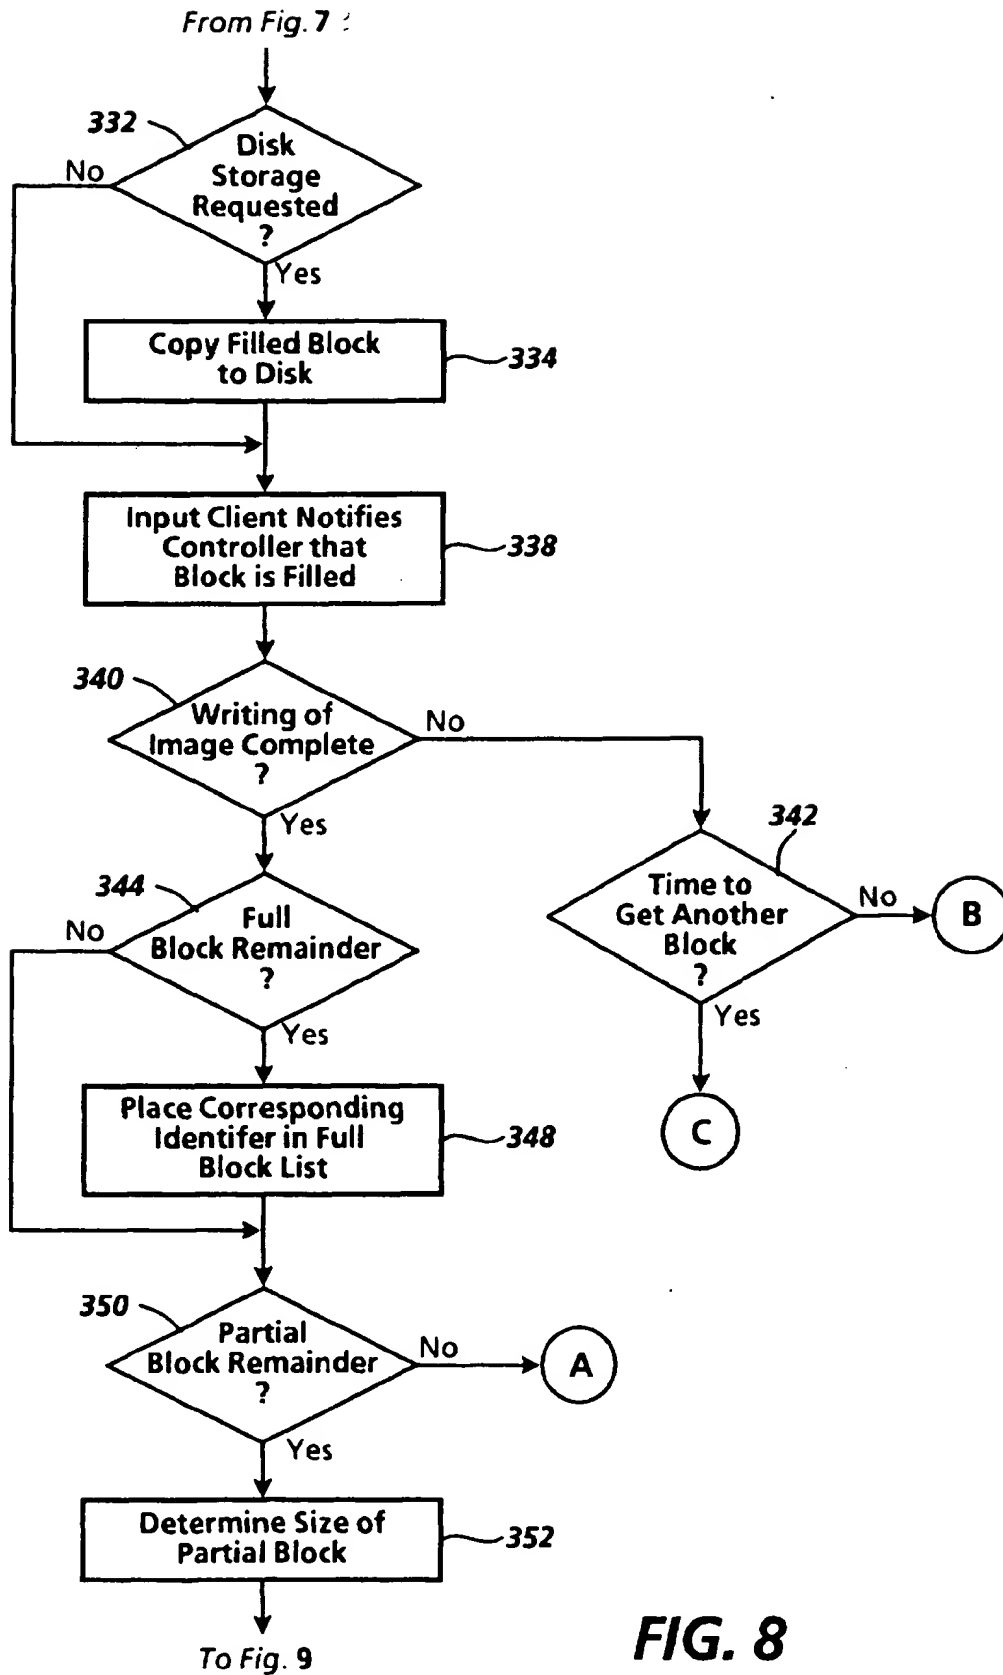 From Fig. 7
332
Disk
Storage
Requested
?
No
Yes
Copy Filled Block
to Disk
334
Input Client Notifies
Controller that
Block is Filled
338
340
Writing of
Image Complete
?
No
Yes
342
Time to
Get Another
Block
?
No
B
Yes
C
344
Full
Block Remainder
?
No
Yes
Place Corresponding
Identifer in Full
Block List
348
350
Partial
Block Remainder
?
No
A
Yes
Determine Size of
Partial Block
352
To Fig. 9
FIG. 8